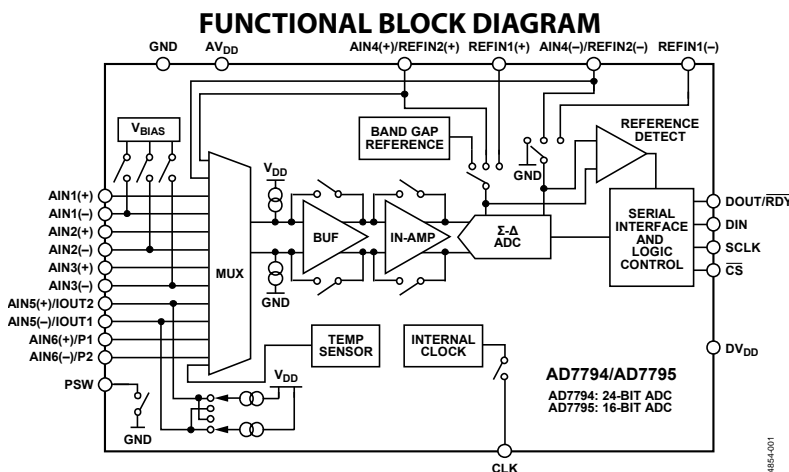 FUNCTIONAL BLOCK DIAGRAM
GND
AVDD
AIN4(+)/REFIN2(+)
REFIN1(+)
AIN4(–)/REFIN2(–)
REFIN1(–)
VBIAS
BAND GAP
REFERENCE
REFERENCE
DETECT
GND
VDD
AIN1(+)
AIN1(–)
AIN2(+)
AIN2(–)
AIN3(+)
AIN3(–)
AIN5(+)/IOUT2
AIN5(–)/IOUT1
AIN6(+)/P1
AIN6(–)/P2
PSW
MUX
BUF
IN-AMP
Σ-Δ
ADC
SERIAL
INTERFACE
AND
LOGIC
CONTROL
DOUT/RDY
DIN
SCLK
CS
GND
TEMP
SENSOR
INTERNAL
CLOCK
DVDD
VDD
GND
AD7794/AD7795
AD7794: 24-BIT ADC
AD7795: 16-BIT ADC
CLK
4854-001